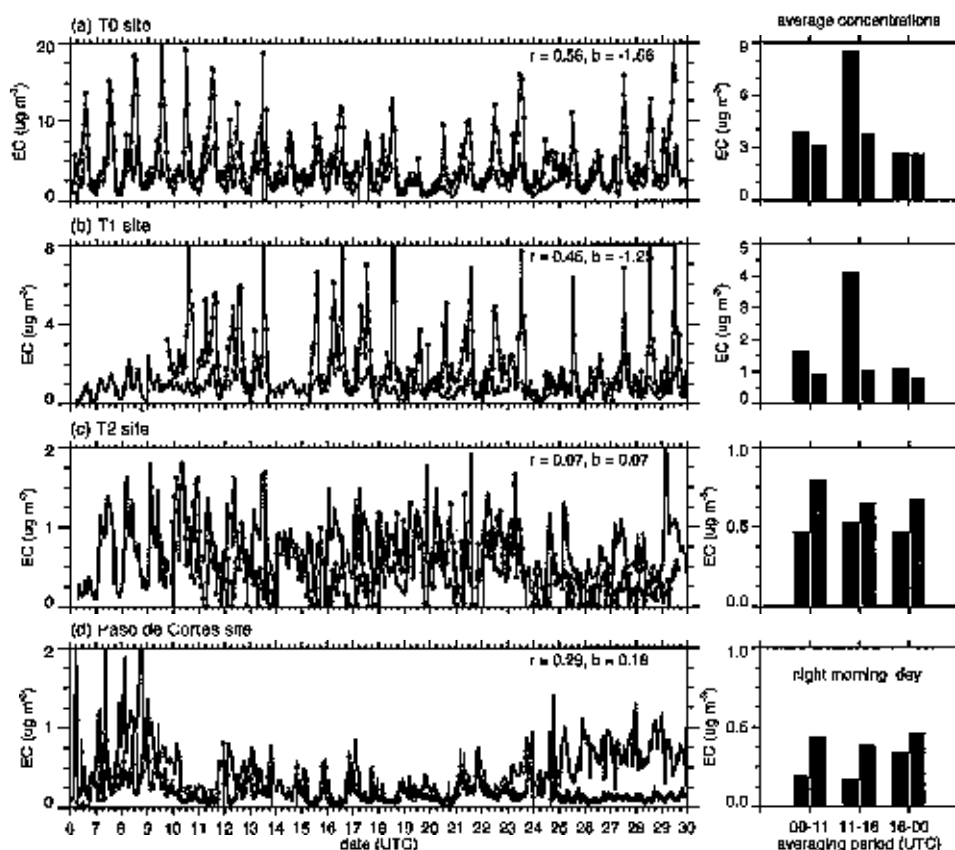 (a) T0 site
average concentrations
r = 0.56, b = -1.66
EC (ug m-3)
20
10
0
EC (ug m-3)
9
6
3
0
(b) T1 site
r = 0.45, b = -1.25
EC (ug m-3)
8
4
0
EC (ug m-3)
5
4
3
2
1
0
(c) T2 site
r = 0.07, b = 0.07
EC (ug m-3)
2
1
0
EC (ug m-3)
1.0
0.5
0.0
(d) Paso de Cortes site
r = 0.29, b = 0.18
EC (ug m-3)
2
1
0
night morning day
EC (ug m-3)
1.0
0.5
0.0
6 7 8 9 10 11 12 13 14 15 16 17 18 19 20 21 22 23 24 25 26 27 28 29 30
date (UTC)
00-11 11-16 16-00
averaging period (UTC)